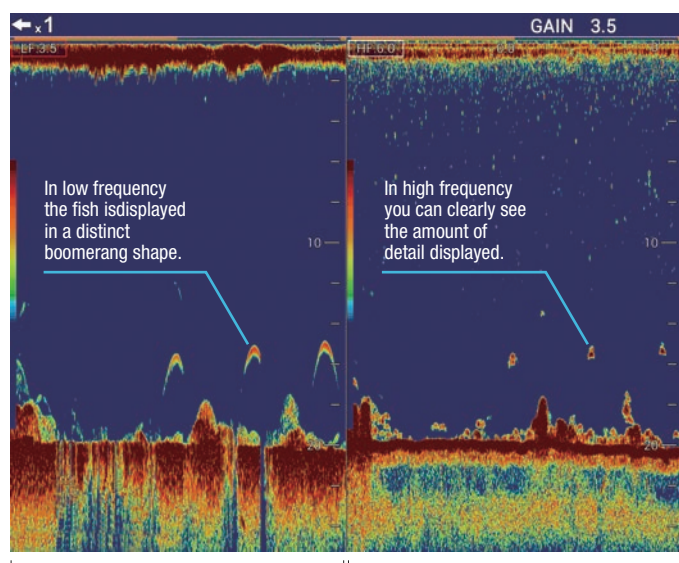 x1
GAIN 3.5
LF:3.5
HF:6.0
In low frequency
the fish isdisplayed
in a distinct
boomerang shape.
In high frequency
you can clearly see
the amount of
detail displayed.
10
10
20
20